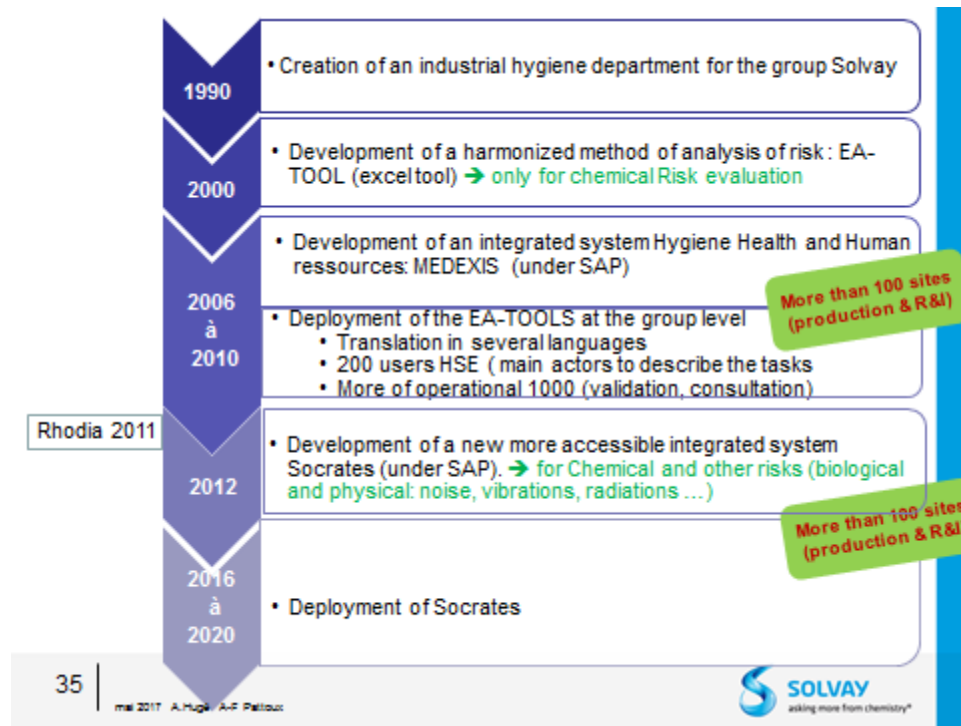 1990
• Creation of an industrial hygiene department for the group Solvay
2000
• Development of a harmonized method of analysis of risk : EA-
TOOL (excel tool) ➔ only for chemical Risk evaluation
2006
à
2010
• Development of an integrated system Hygiene Health and Human
ressources: MEDEXIS (under SAP)
More than 100 sites
(production & R&I)
• Deployment of the EA-TOOLS at the group level
• Translation in several languages
• 200 users HSE ( main actors to describe the tasks
• More of operational 1000 (validation, consultation)
Rhodia 2011
2012
• Development of a new more accessible integrated system
Socrates (under SAP). ➔ for Chemical and other risks (biological
and physical: noise, vibrations, radiations …)
More than 100 sites
(production & R&I
2016
à
2020
• Deployment of Socrates
35
mai 2017 A.Hugé A-F Pattoux
SOLVAY
asking more from chemistry®